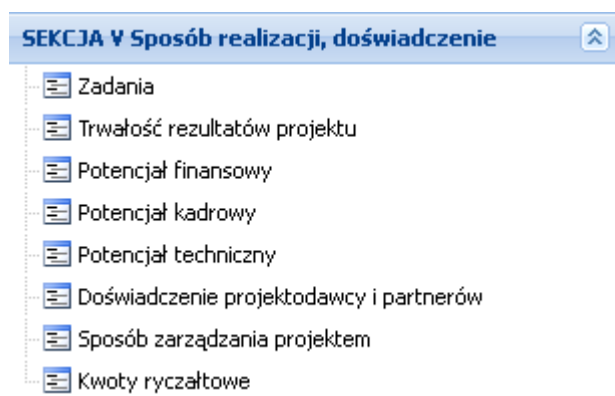 SEKCJA V Sposób realizacji, doświadczenie
Zadania
Trwałość rezultatów projektu
Potencjał finansowy
Potencjał kadrowy
Potencjał techniczny
Doświadczenie projektodawcy i partnerów
Sposób zarządzania projektem
Kwoty ryczałtowe